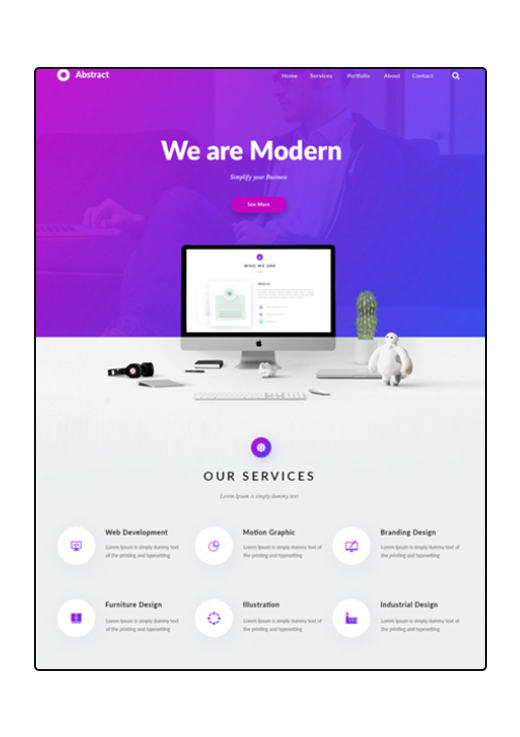 Abstract
Home Services Portfolio About Contact
We are Modern
Simplify your Business
See More
WHO WE ARE
About Us
OUR SERVICES
Lorem Ipsum is simply dummy text
Web Development
Lorem Ipsum is simply dummy text
of the printing and typesetting
Motion Graphic
Lorem Ipsum is simply dummy text of
the printing and typesetting
Branding Design
Lorem Ipsum is simply dummy text of
the printing and typesetting
Furniture Design
Lorem Ipsum is simply dummy text
of the printing and typesetting
Illustration
Lorem Ipsum is simply dummy text of
the printing and typesetting
Industrial Design
Lorem Ipsum is simply dummy text of
the printing and typesetting